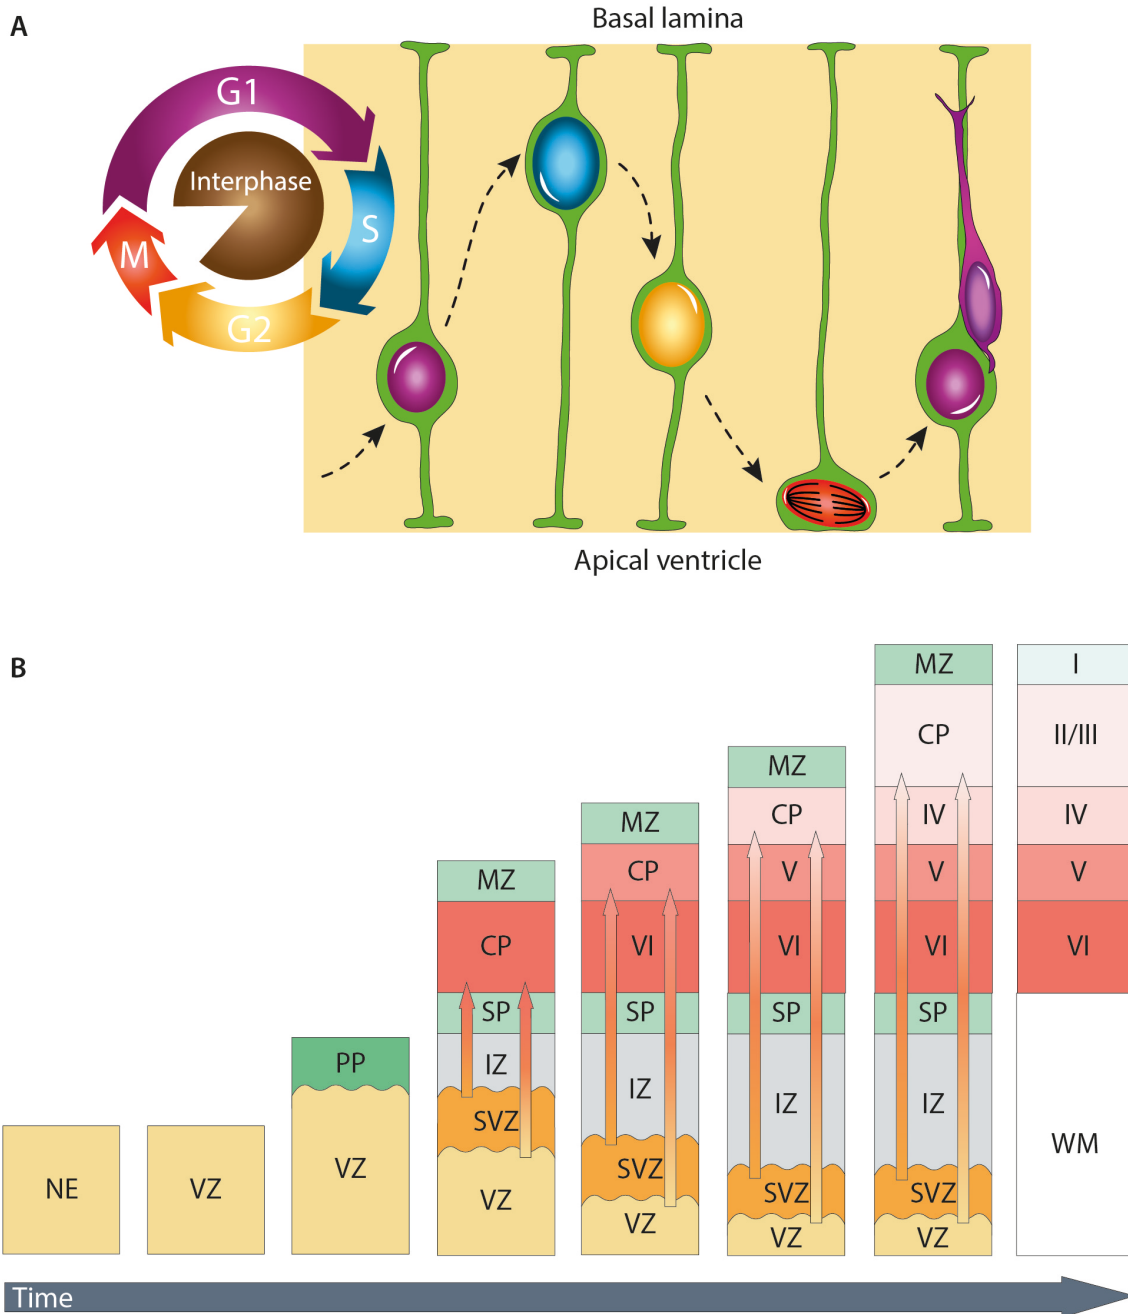 A
Basal lamina
G1
Interphase
S
M
G2
Apical ventricle
B
NE
VZ
PP
VZ
MZ
CP
SP
IZ
SVZ
VZ
MZ
CP
VI
SP
IZ
SVZ
VZ
MZ
CP
V
VI
SP
IZ
SVZ
VZ
MZ
CP
IV
V
VI
SP
IZ
SVZ
VZ
I
II/III
IV
V
VI
WM
Time